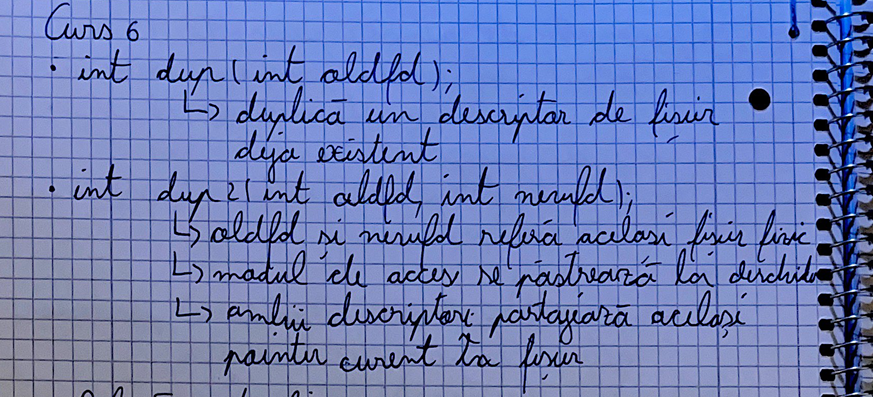 Curs 6
· int dup(int oldfd);
↳ duplică un descriptor de fișier
deja existent
· int dup2(int oldfd, int newfd);
↳ oldfd și newfd referă același fișier fizic
↳ modul de acces se păstrează la deschide
↳ ambii descriptori partajează același
pointer curent la fișier